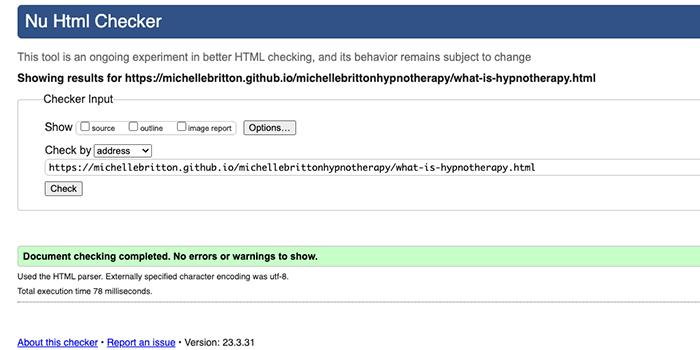 Nu Html Checker
This tool is an ongoing experiment in better HTML checking, and its behavior remains subject to change
Showing results for https://michellebritton.github.io/michellebrittonhypnotherapy/what-is-hypnotherapy.html
Checker Input
Show source outline image report Options...
Check by address
https://michellebritton.github.io/michellebrittonhypnotherapy/what-is-hypnotherapy.html
Check
Document checking completed. No errors or warnings to show.
Used the HTML parser. Externally specified character encoding was utf-8.
Total execution time 78 milliseconds.
About this checker • Report an issue • Version: 23.3.31